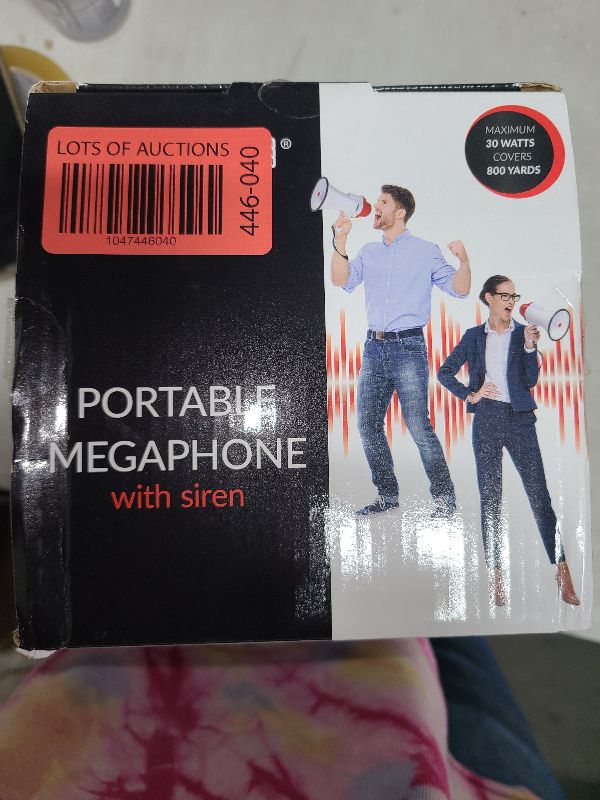 LOTS OF AUCTIONS
446-040
1047446040
®
MAXIMUM
30 WATTS
COVERS
800 YARDS
PORTABLE
MEGAPHONE
with siren